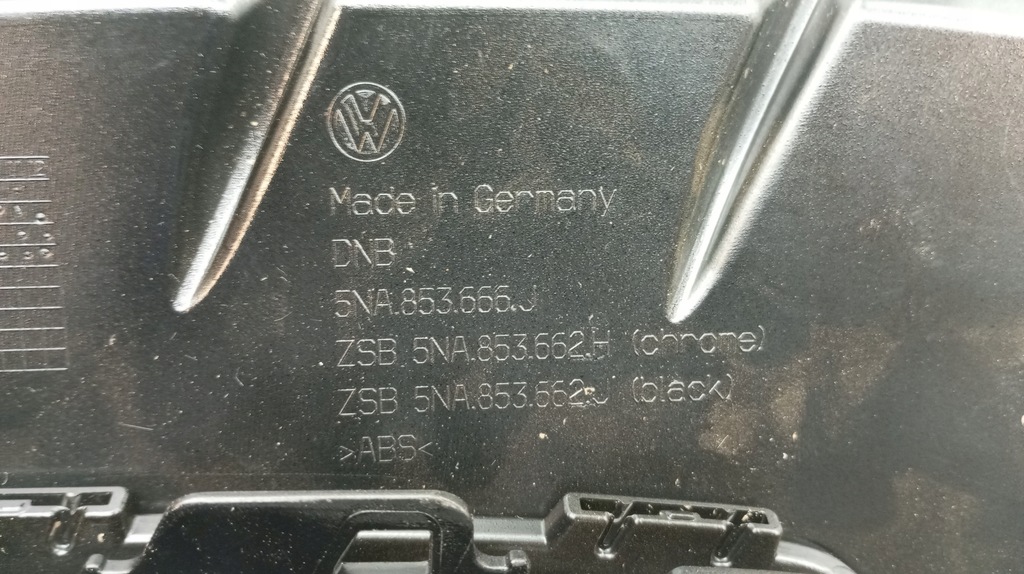 Made in Germany
DNB
5NA.853.666.J
ZSB 5NA.853.662.H (chrome)
ZSB 5NA.853.662.J (black)
>ABS<